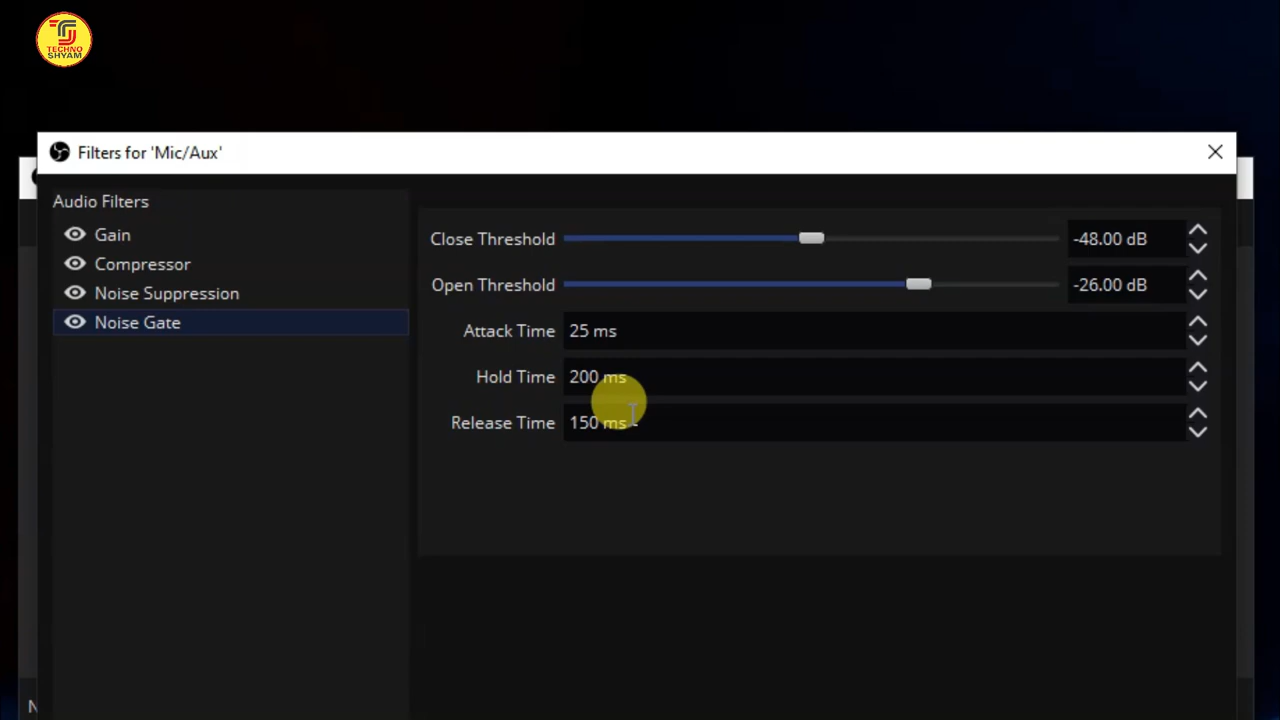 TECHNO
SHYAM
Filters for 'Mic/Aux'
Audio Filters
Gain
Compressor
Noise Suppression
Noise Gate
Close Threshold -48.00 dB
Open Threshold -26.00 dB
Attack Time 25 ms
Hold Time 200 ms
Release Time 150 ms
N